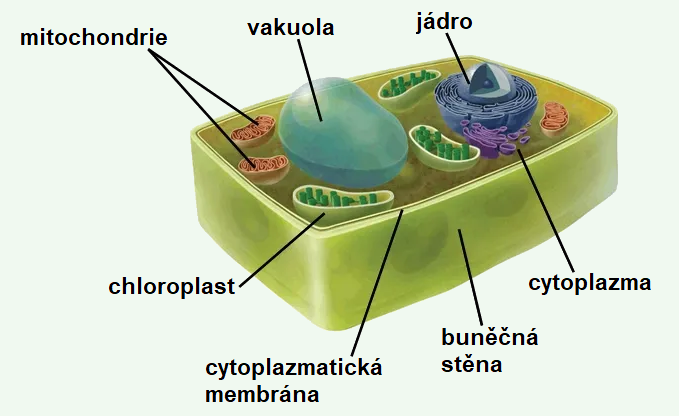 mitochondrie
vakuola
jádro
chloroplast
cytoplazma
buněčná
stěna
cytoplazmatická
membrána